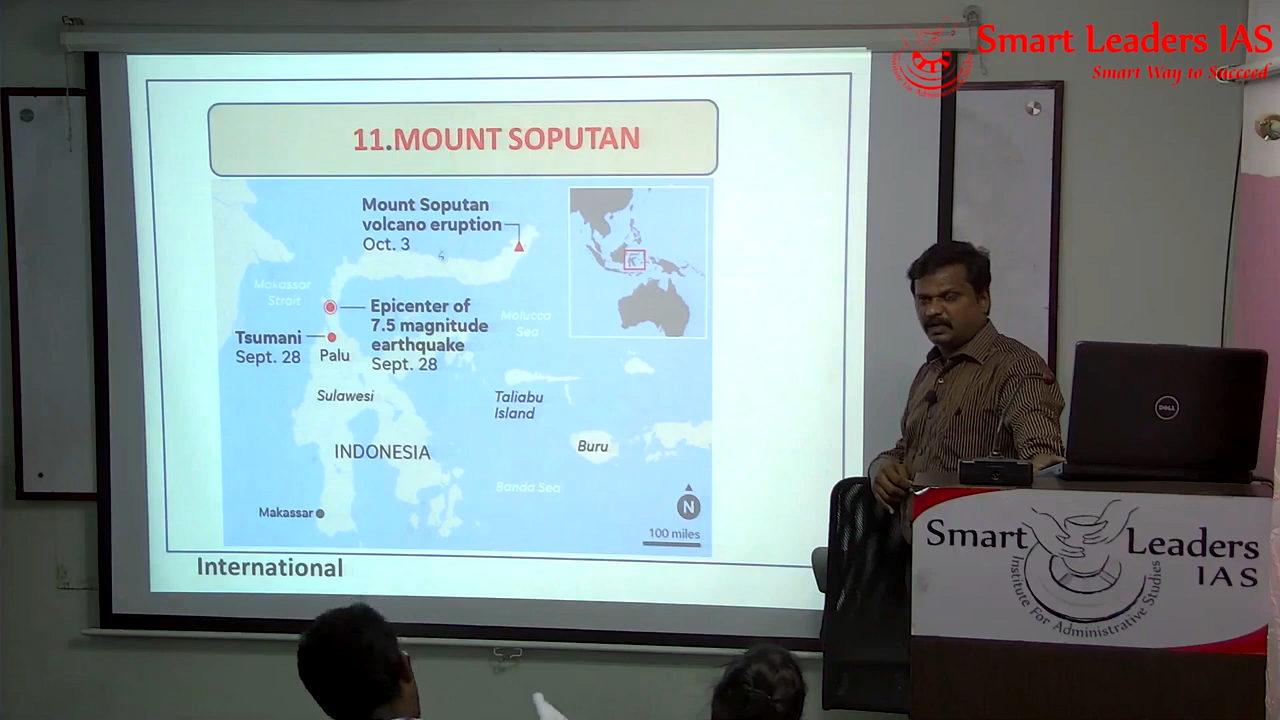 Smart Leaders IAS
Smart Way to Succeed
11.MOUNT SOPUTAN
Mount Soputan
volcano eruption
Oct. 3
Makassar
Strait
Epicenter of
7.5 magnitude
earthquake
Sept. 28
Molucca
Sea
Tsumani
Sept. 28
Palu
Sulawesi
Taliabu
Island
INDONESIA
Buru
Banda Sea
Makassar
N
100 miles
International
DELL
Smart Leaders
IAS
Institute For Administrative Studies